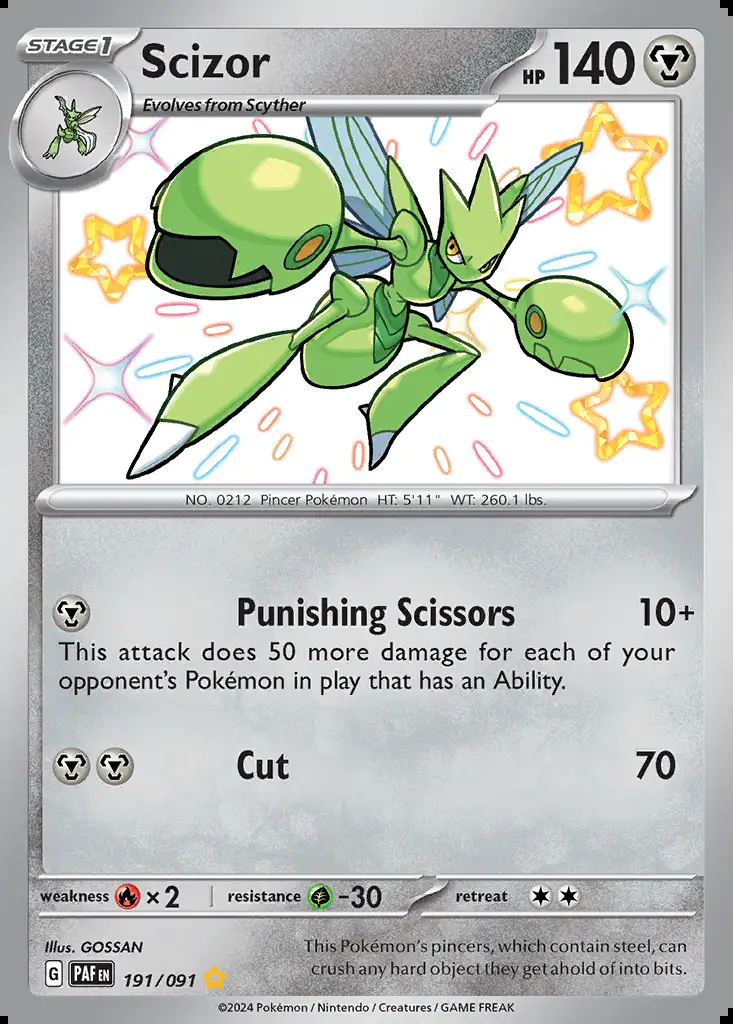 STAGE1
Scizor
HP 140
Evolves from Scyther
NO. 0212 Pincer Pokémon HT: 5'11" WT: 260.1 lbs.
Punishing Scissors 10+
This attack does 50 more damage for each of your
opponent's Pokémon in play that has an Ability.
Cut 70
weakness ×2 resistance -30 retreat
Illus. GOSSAN
This Pokémon's pincers, which contain steel, can
crush any hard object they get ahold of into bits.
G PAF EN 191/091
©2024 Pokémon / Nintendo / Creatures / GAME FREAK